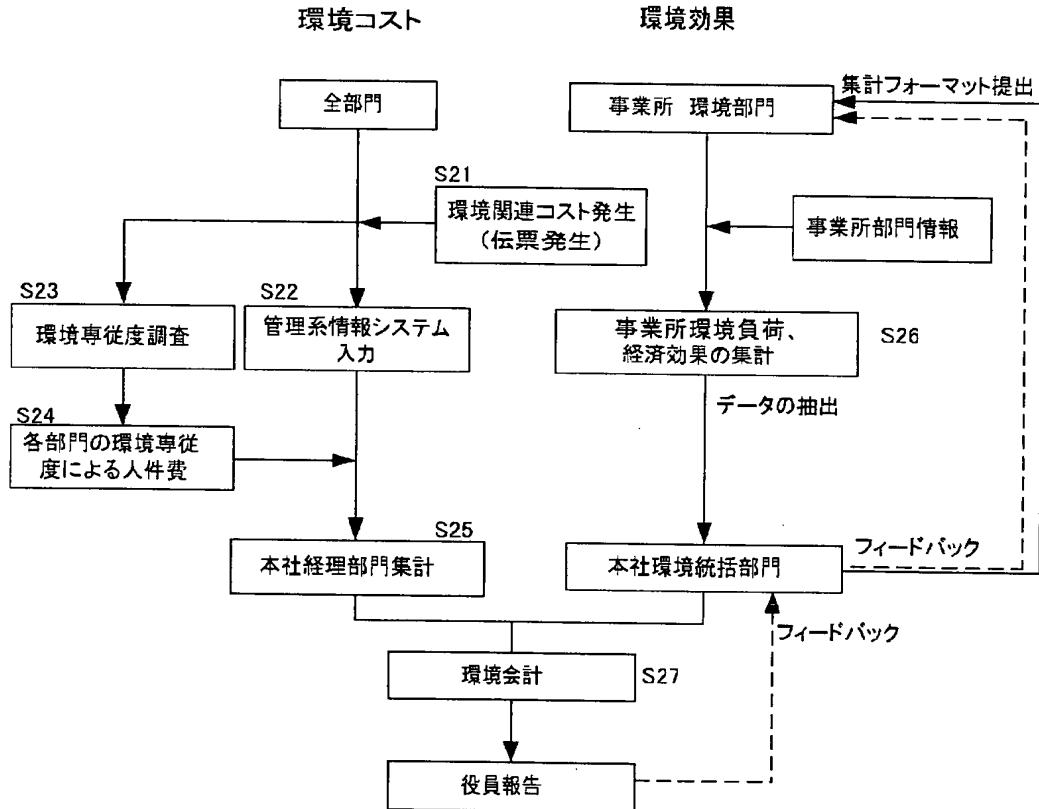 環境コスト
環境効果
全部門
事業所 環境部門
集計フォーマット提出
S21
環境関連コスト発生
(伝票発生)
事業所部門情報
S23
環境専従度調査
S22
管理系情報システム
入力
事業所環境負荷、
経済効果の集計
S26
S24
各部門の環境専従
度による人件費
データの抽出
S25
本社経理部門集計
本社環境統括部門
フィードバック
フィードバック
環境会計
S27
役員報告